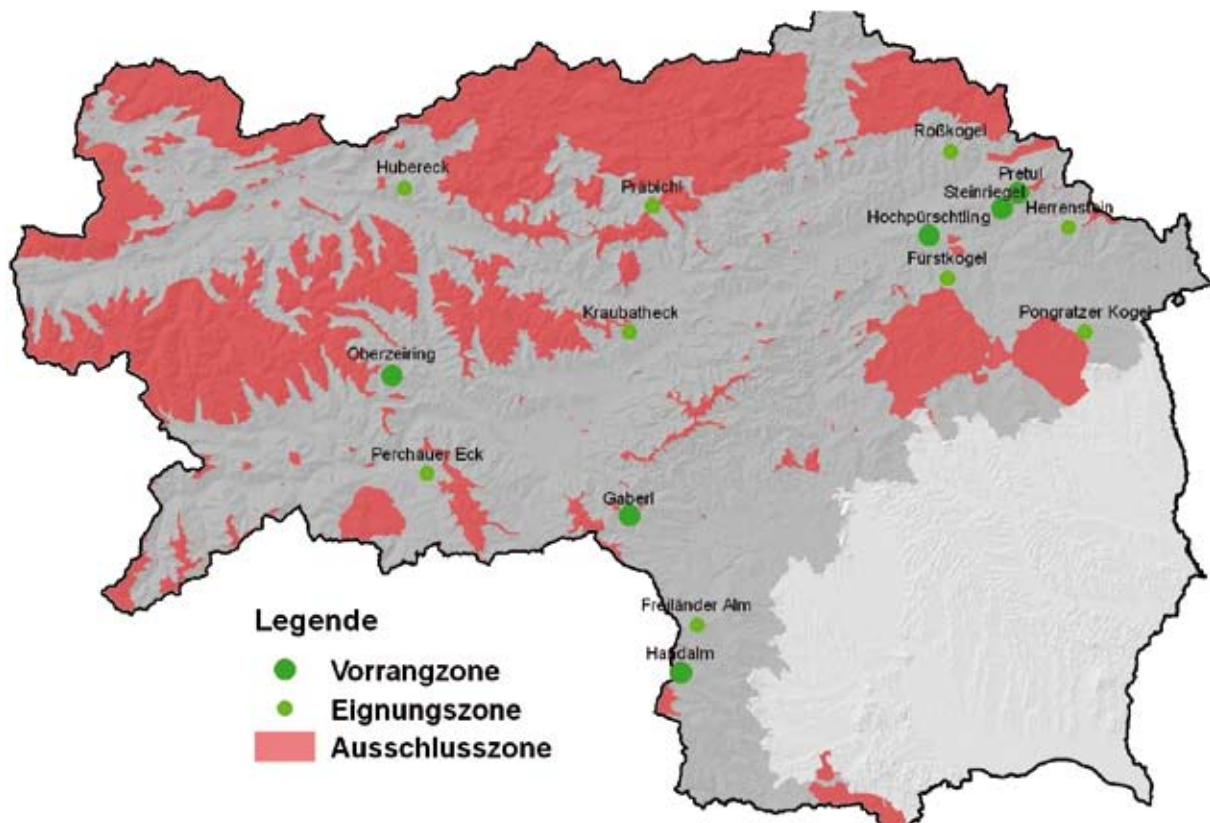 Roßkogel
Hubereck
Pretul
Präbichl
Steinriegel
Herrenstein
Hochpürschtling
Fürstkogel
Kraubatheck
Pongratzer Kogel
Oberzeiring
Perchauer Eck
Gaberl
Freiländer Alm
Handalm
Legende
Vorrangzone
Eignungszone
Ausschlusszone